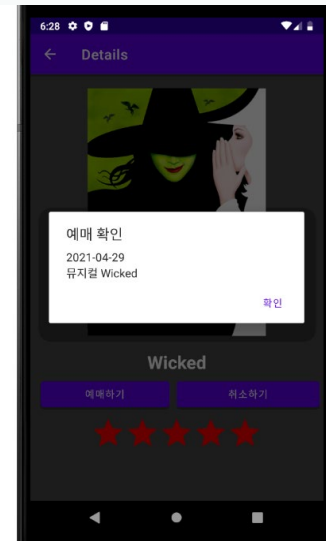 6:28
Details
예매 확인
2021-04-29
뮤지컬 Wicked
확인
Wicked
예매하기
취소하기